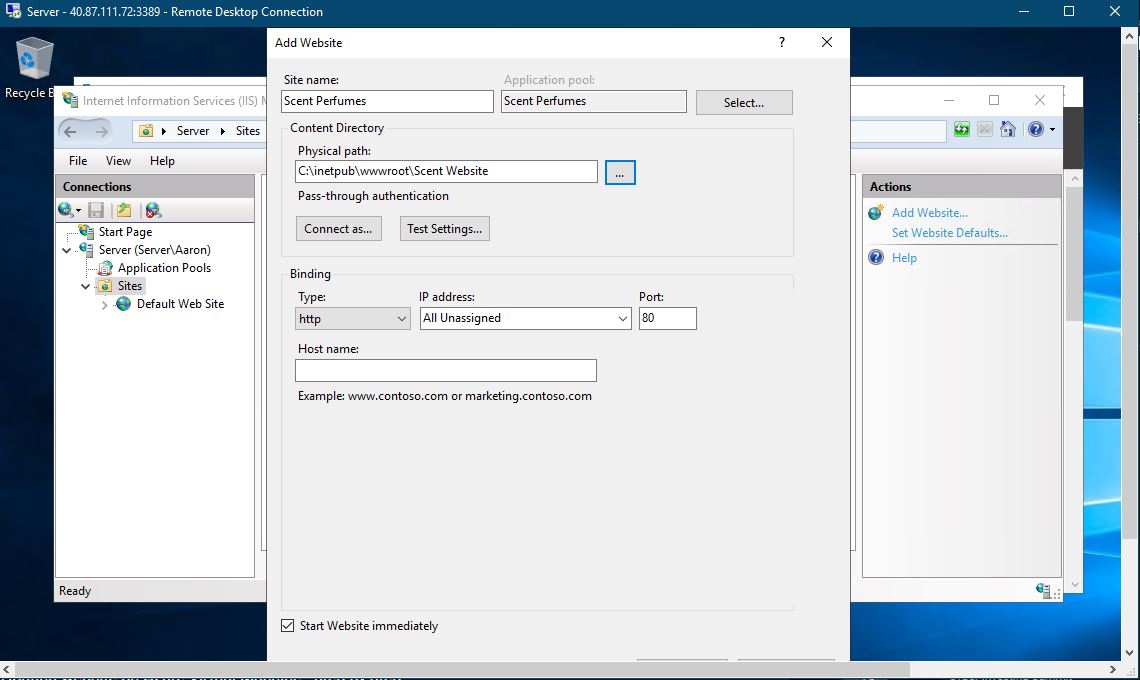 Server - 40.87.111.72:3389 - Remote Desktop Connection
Recycle B
Add Website
?
Internet Information Services (IIS) M
Server
Sites
File View Help
Connections
Start Page
Server (Server\Aaron)
Application Pools
Sites
Default Web Site
Ready
Site name:
Application pool:
Scent Perfumes
Scent Perfumes
Select...
Content Directory
Physical path:
C:\inetpub\wwwroot\Scent Website
...
Pass-through authentication
Connect as...
Test Settings...
Binding
Type:
IP address:
Port:
http
All Unassigned
80
Host name:
Example: www.contoso.com or marketing.contoso.com
Start Website immediately
Actions
Add Website...
Set Website Defaults...
Help